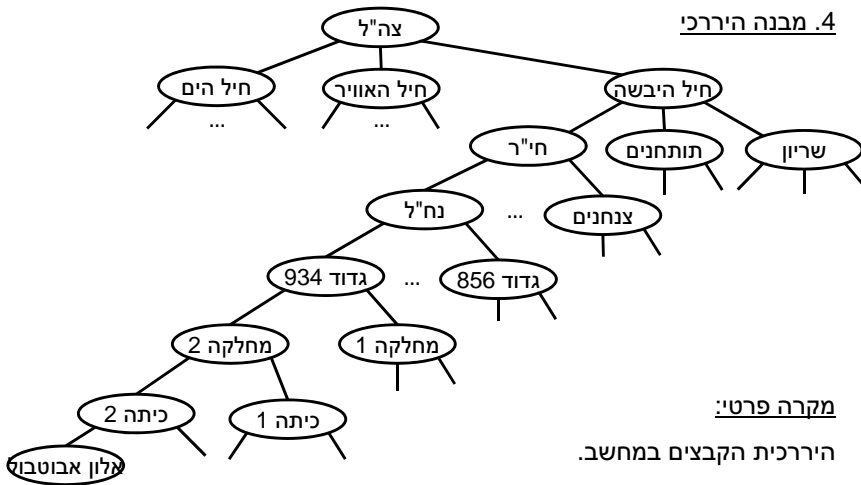 4. מבנה היררכי
צה"ל
חיל היבשה
חיל האוויר
חיל הים
...
...
שריון
תותחנים
חי"ר
צנחנים
...
נח"ל
גדוד 856
...
גדוד 934
מחלקה 1
מחלקה 2
כיתה 1
כיתה 2
אלון אבוטבול
מקרה פרטי:
היררכית הקבצים במחשב.